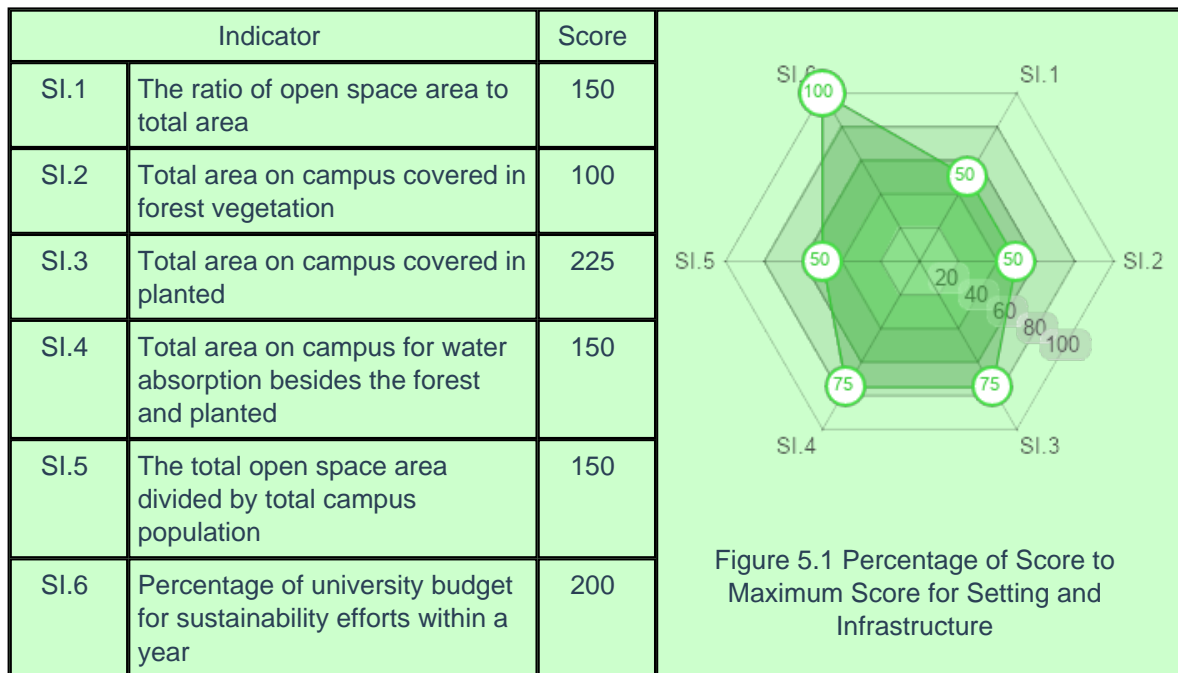 Indicator Score
SI.1 The ratio of open space area to 150
total area
SI.2 Total area on campus covered in 100
forest vegetation
SI.3 Total area on campus covered in 225
planted
SI.4 Total area on campus for water 150
absorption besides the forest
and planted
SI.5 The total open space area 150
divided by total campus
population
SI.6 Percentage of university budget 200
for sustainability efforts within a
year
SI.6 SI.1
100
50
SI.5 50 50 SI.2
20
40
60
80
100
75 75
SI.4 SI.3
Figure 5.1 Percentage of Score to
Maximum Score for Setting and
Infrastructure